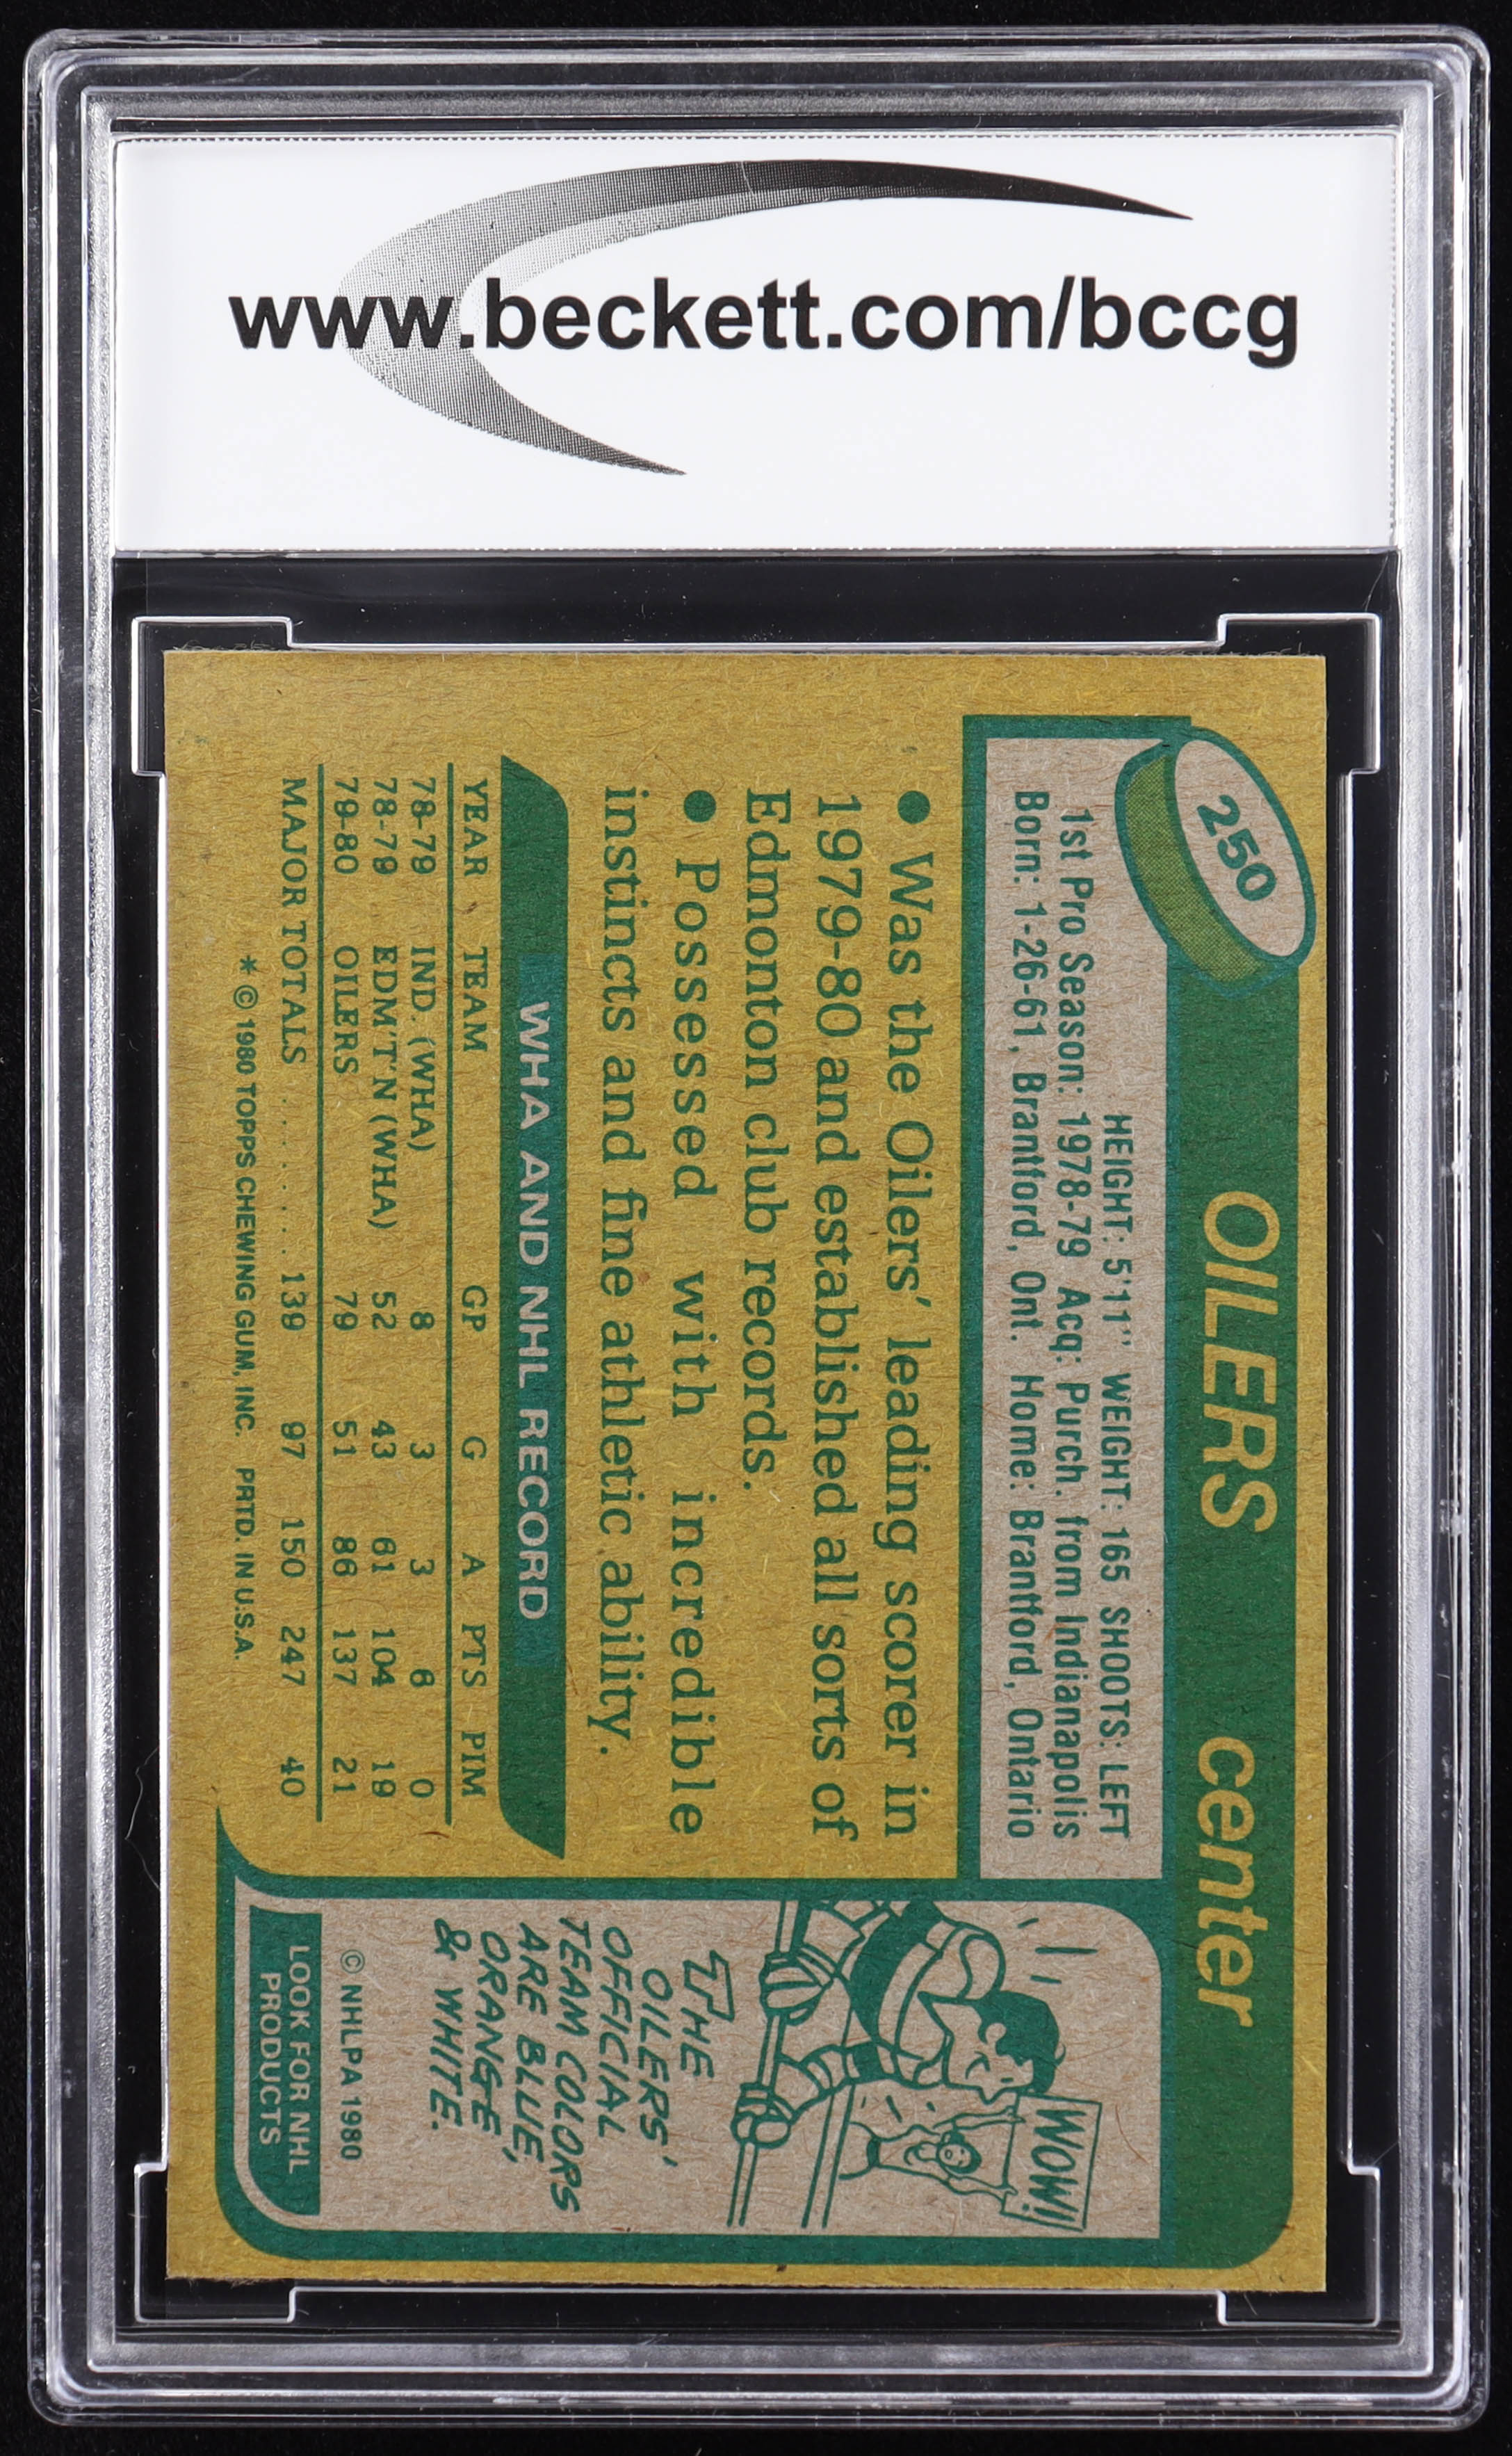 www.beckett.com/bccg
250
OILERS center
HEIGHT: 5'11" WEIGHT: 165 SHOOTS: LEFT
1st Pro Season: 1978-79 Acq: Purch. from Indianapolis
Born: 1-26-61, Brantford, Ont. Home: Brantford, Ontario
● Was the Oilers' leading scorer in
1979-80 and established all sorts of
Edmonton club records.
● Possessed with incredible
instincts and fine athletic ability.
WHA AND NHL RECORD
YEAR TEAM GP G A PTS PIM
78-79 IND. (WHA) 8 3 3 6 0
78-79 EDM'T'N (WHA) 52 43 61 104 19
79-80 OILERS 79 51 86 137 21
MAJOR TOTALS . . . . . . . . 139 97 150 247 40
* © 1980 TOPPS CHEWING GUM, INC. PRTD. IN U.S.A.
WOW!
THE
OILERS'
OFFICIAL
TEAM COLORS
ARE BLUE,
ORANGE
& WHITE.
© NHLPA 1980
LOOK FOR NHL
PRODUCTS